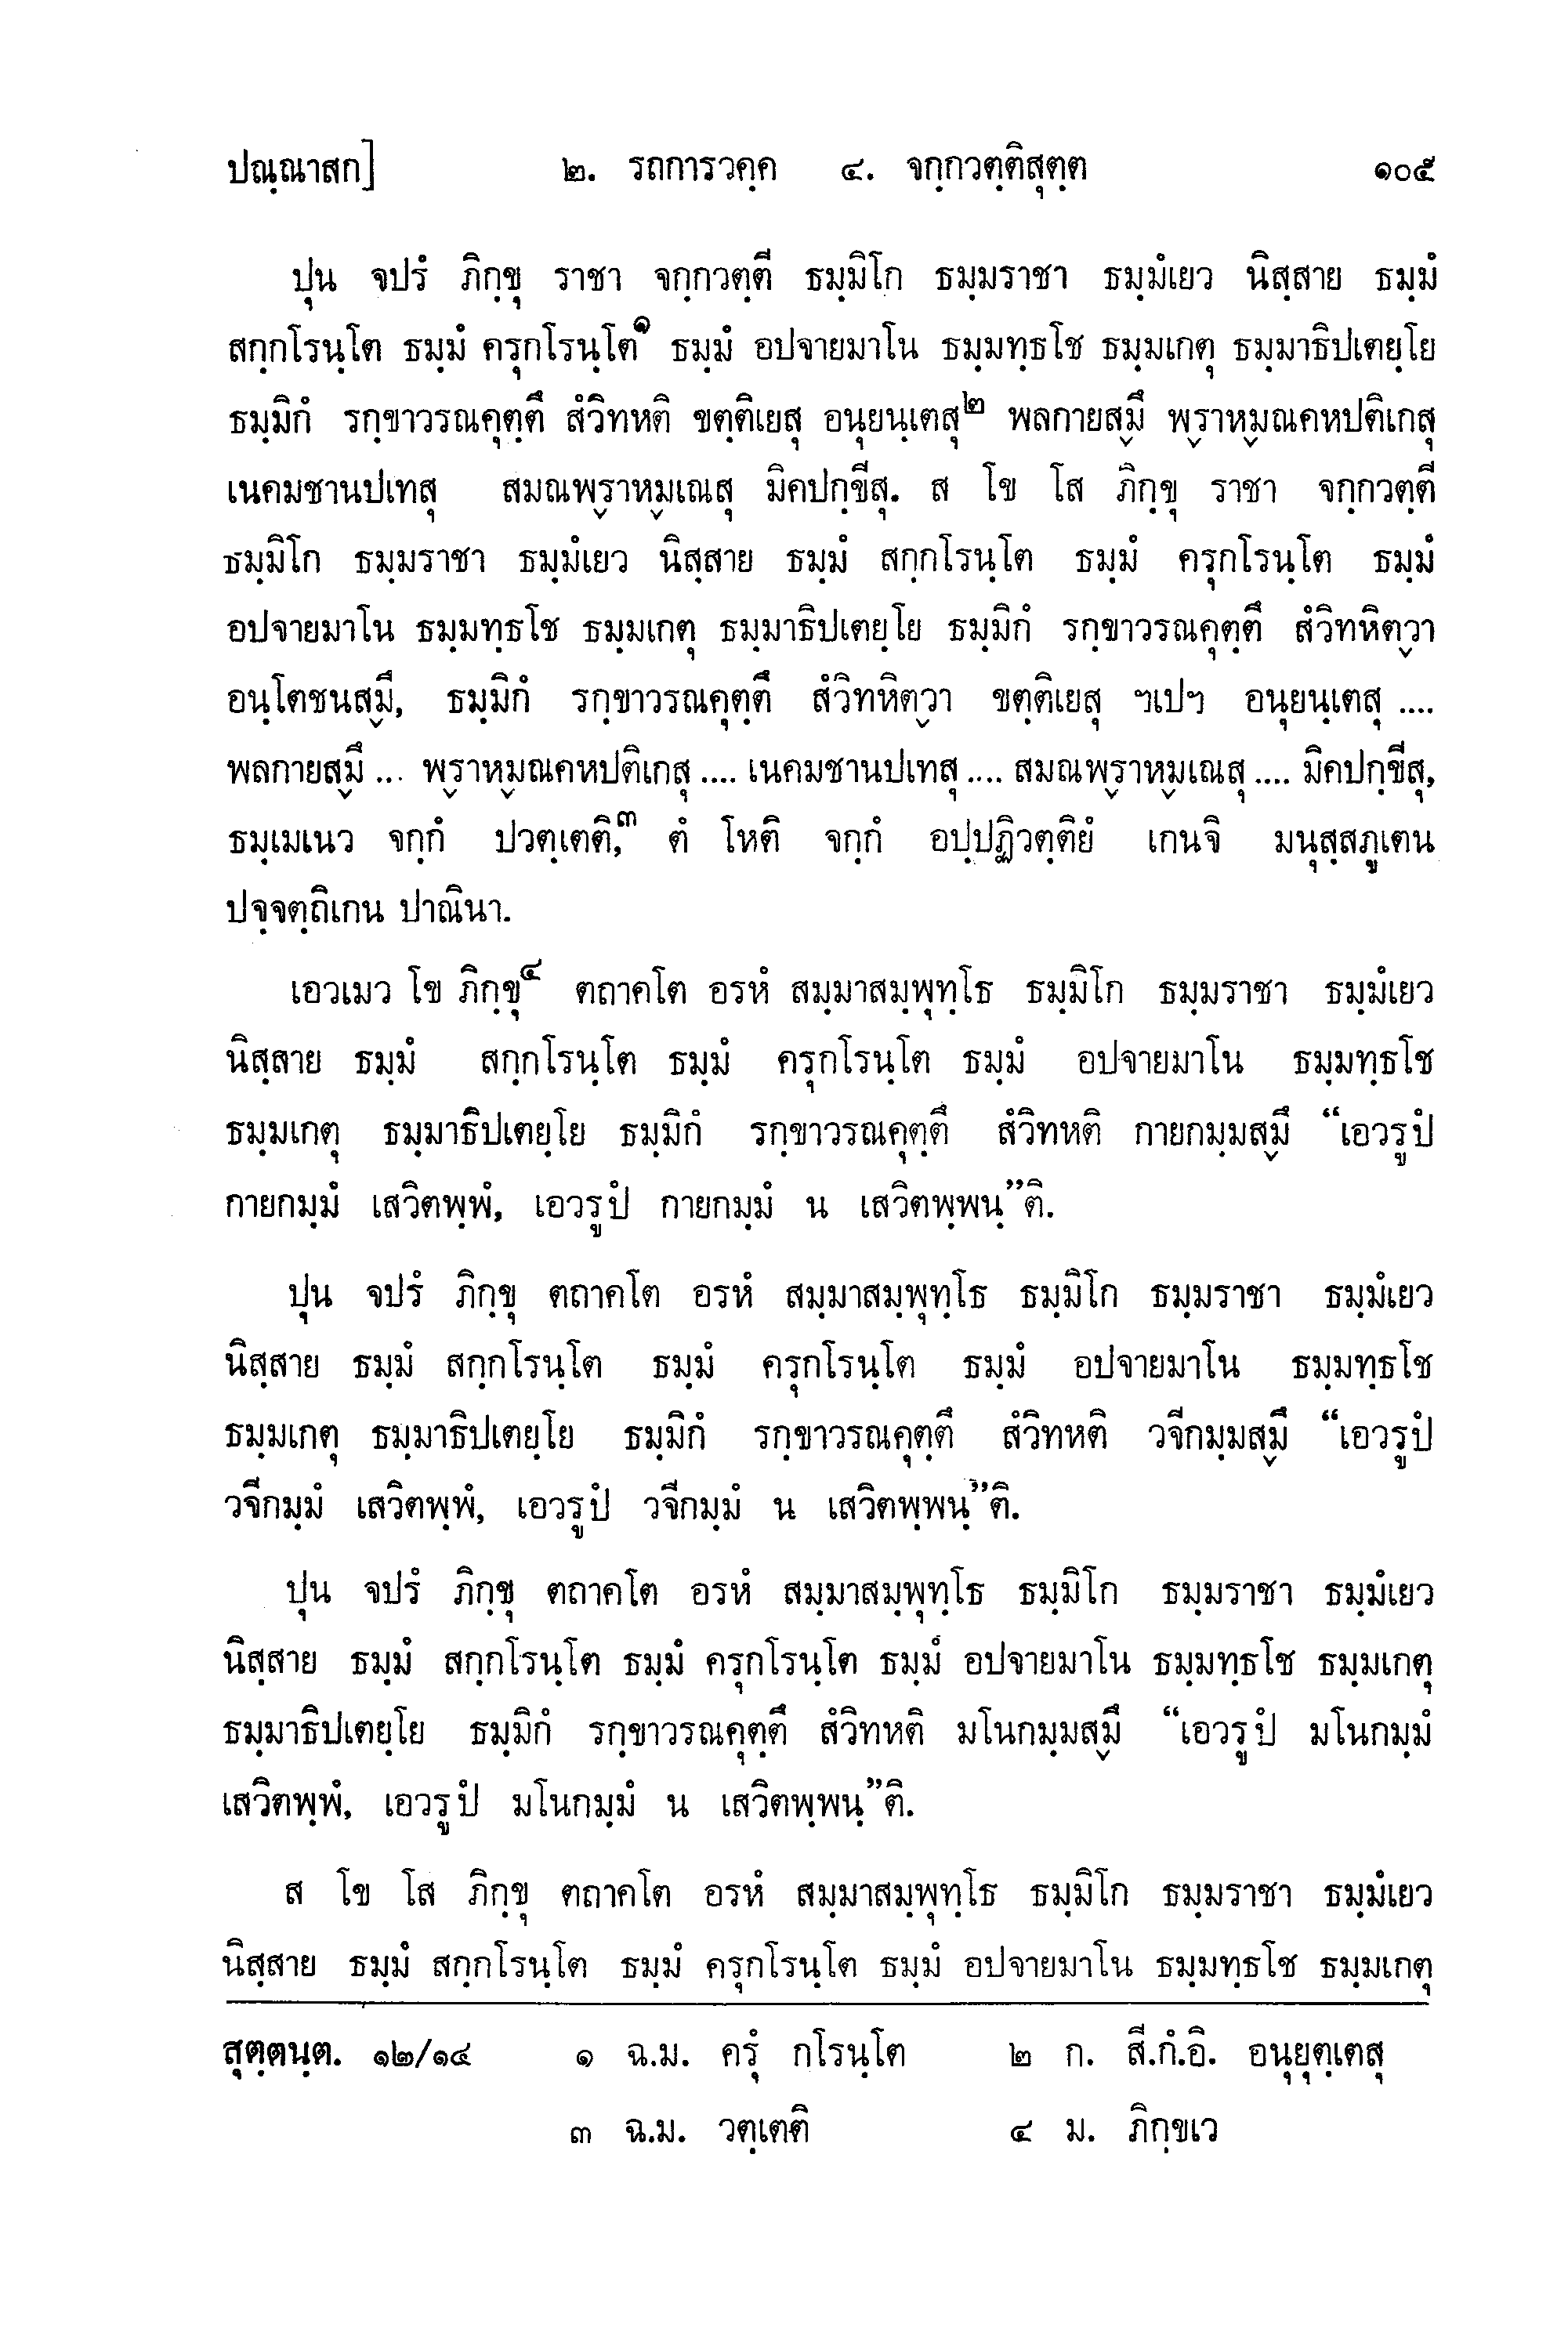 ปณฺณาสก] ๒. รถการวคฺค ๔. จกฺกวตฺติสุตฺต ๑๐๕
ปุน จปรํ ภิกฺขุ ราชา จกฺกวตฺตี ธมฺมิโก ธมฺมราชา ธมฺมํเยว นิสฺสาย ธมฺมํ
สกฺกโรนฺโต ธมฺมํ ครุกโรนฺโต๑ ธมฺมํ อปจายมาโน ธมฺมทฺธโช ธมฺมเกตุ ธมฺมาธิปเตยฺโย
ธมฺมิกํ รกฺขาวรณคุตฺตึ สํวิทหติ ขตฺติเยสุ อนุยนฺเตสุ๒ พลกายสฺมึ พฺราหฺมณคหปติเกสุ
เนคมชานปเทสุ สมณพฺราหฺมเณสุ มิคปกฺขีสุ. ส โข โส ภิกฺขุ ราชา จกฺกวตฺตี
ธมฺมิโก ธมฺมราชา ธมฺมํเยว นิสฺสาย ธมฺมํ สกฺกโรนฺโต ธมฺมํ ครุกโรนฺโต ธมฺมํ
อปจายมาโน ธมฺมทฺธโช ธมฺมเกตุ ธมฺมาธิปเตยฺโย ธมฺมิกํ รกฺขาวรณคุตฺตึ สํวิทหิตฺวา
อนฺโตชนสฺมึ, ธมฺมิกํ รกฺขาวรณคุตฺตึ สํวิทหิตฺวา ขตฺติเยสุ ฯเปฯ อนุยนฺเตสุ ....
พลกายสฺมึ ... พฺราหฺมณคหปติเกสุ .... เนคมชานปเทสุ .... สมณพฺราหฺมเณสุ .... มิคปกฺขีสุ,
ธมฺเมเนว จกฺกํ ปวตฺเตติ,๓ ตํ โหติ จกฺกํ อปฺปฏิวตฺติยํ เกนจิ มนุสฺสภูเตน
ปจฺจตฺถิเกน ปาณินา.
เอวเมว โข ภิกฺขุ๔ ตถาคโต อรหํ สมฺมาสมฺพุทฺโธ ธมฺมิโก ธมฺมราชา ธมฺมํเยว
นิสฺสาย ธมฺมํ สกฺกโรนฺโต ธมฺมํ ครุกโรนฺโต ธมฺมํ อปจายมาโน ธมฺมทฺธโช
ธมฺมเกตุ ธมฺมาธิปเตยฺโย ธมฺมิกํ รกฺขาวรณคุตฺตึ สํวิทหติ กายกมฺมสฺมึ “เอวรูปํ
กายกมฺมํ เสวิตพฺพํ, เอวรูปํ กายกมฺมํ น เสวิตพฺพนฺ”ติ.
ปุน จปรํ ภิกฺขุ ตถาคโต อรหํ สมฺมาสมฺพุทฺโธ ธมฺมิโก ธมฺมราชา ธมฺมํเยว
นิสฺสาย ธมฺมํ สกฺกโรนฺโต ธมฺมํ ครุกโรนฺโต ธมฺมํ อปจายมาโน ธมฺมทฺธโช
ธมฺมเกตุ ธมฺมาธิปเตยฺโย ธมฺมิกํ รกฺขาวรณคุตฺตึ สํวิทหติ วจีกมฺมสฺมึ “เอวรูปํ
วจีกมฺมํ เสวิตพฺพํ, เอวรูปํ วจีกมฺมํ น เสวิตพฺพนฺ”ติ.
ปุน จปรํ ภิกฺขุ ตถาคโต อรหํ สมฺมาสมฺพุทฺโธ ธมฺมิโก ธมฺมราชา ธมฺมํเยว
นิสฺสาย ธมฺมํ สกฺกโรนฺโต ธมฺมํ ครุกโรนฺโต ธมฺมํ อปจายมาโน ธมฺมทฺธโช ธมฺมเกตุ
ธมฺมาธิปเตยฺโย ธมฺมิกํ รกฺขาวรณคุตฺตึ สํวิทหติ มโนกมฺมสฺมึ “เอวรูปํ มโนกมฺมํ
เสวิตพฺพํ, เอวรูปํ มโนกมฺมํ น เสวิตพฺพนฺ”ติ.
ส โข โส ภิกฺขุ ตถาคโต อรหํ สมฺมาสมฺพุทฺโธ ธมฺมิโก ธมฺมราชา ธมฺมํเยว
นิสฺสาย ธมฺมํ สกฺกโรนฺโต ธมฺมํ ครุกโรนฺโต ธมฺมํ อปจายมาโน ธมฺมทฺธโช ธมฺมเกตุ
สุตฺตนฺต. ๑๒/๑๔ ๑ ฉ.ม. ครุํ กโรนฺโต ๒ ก. สี.กํ.อิ. อนุยุตฺเตสุ
๓ ฉ.ม. วตฺเตติ ๔ ม. ภิกฺขเว